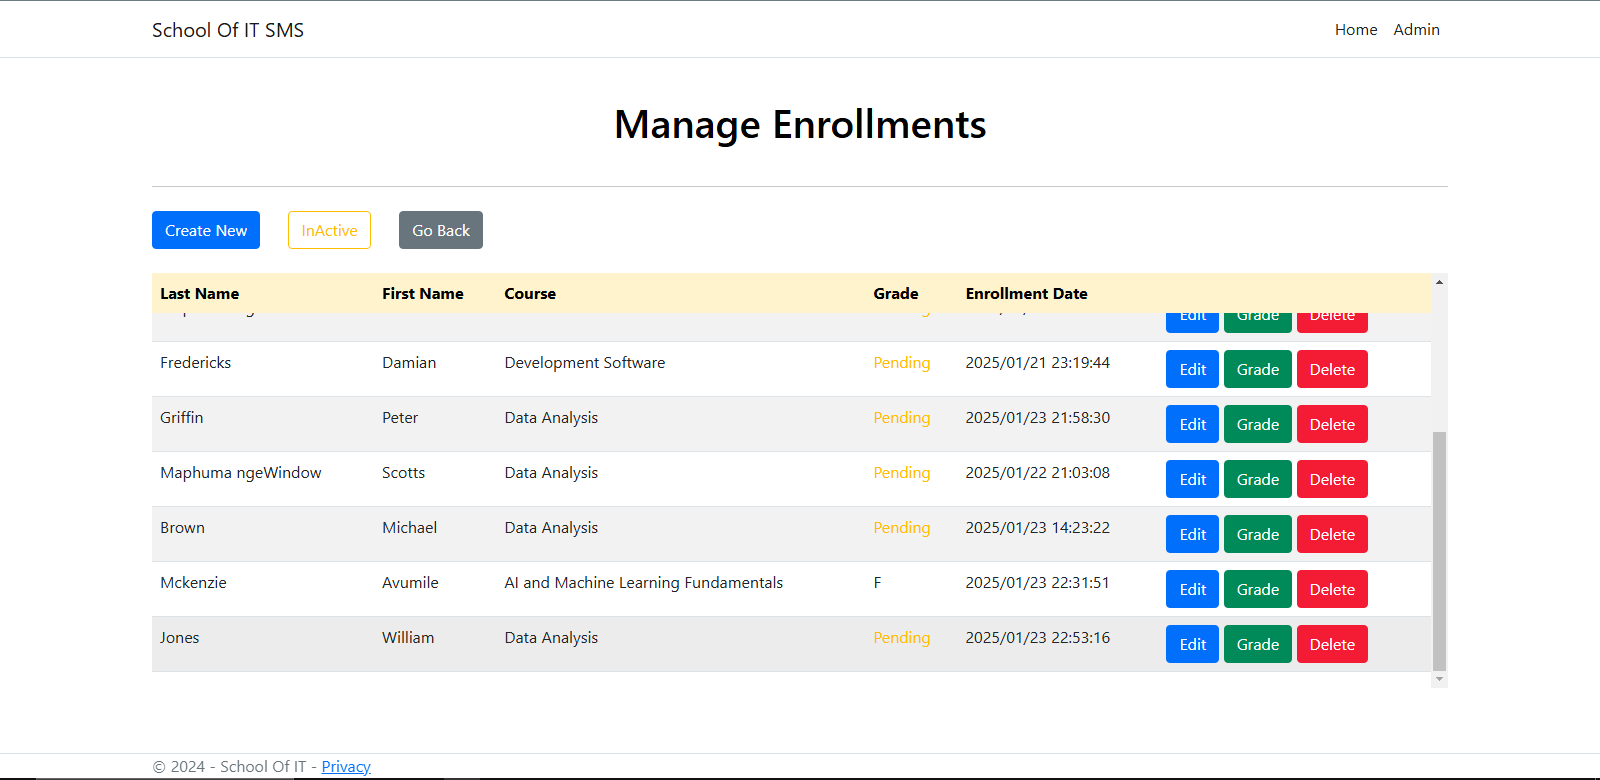 School Of IT SMS Home Admin
Manage Enrollments
Create New InActive Go Back
Last Name First Name Course Grade Enrollment Date
Edit Grade Delete
Fredericks Damian Development Software Pending 2025/01/21 23:19:44 Edit Grade Delete
Griffin Peter Data Analysis Pending 2025/01/23 21:58:30 Edit Grade Delete
Maphuma ngeWindow Scotts Data Analysis Pending 2025/01/22 21:03:08 Edit Grade Delete
Brown Michael Data Analysis Pending 2025/01/23 14:23:22 Edit Grade Delete
Mckenzie Avumile AI and Machine Learning Fundamentals F 2025/01/23 22:31:51 Edit Grade Delete
Jones William Data Analysis Pending 2025/01/23 22:53:16 Edit Grade Delete
© 2024 - School Of IT - Privacy